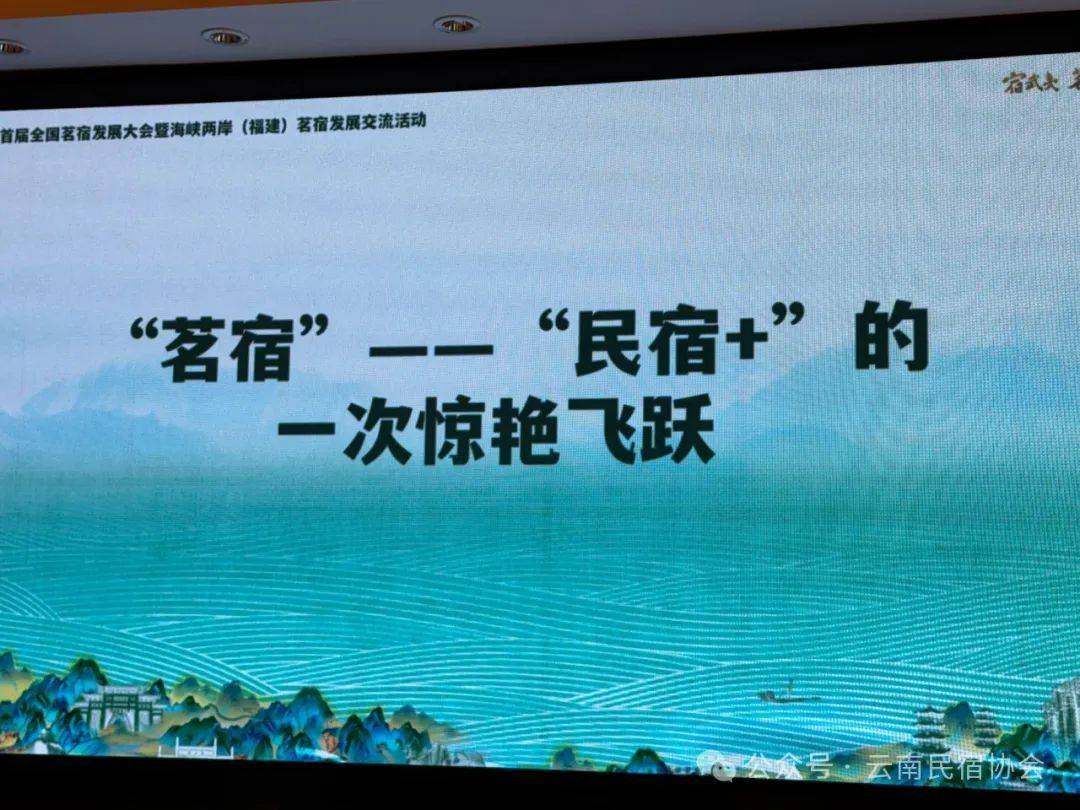 首届全国茗宿发展大会暨海峡两岸（福建）茗宿发展交流活动
“茗宿”——“民宿+”的
一次惊艳飞跃
公众号·云南民宿协会